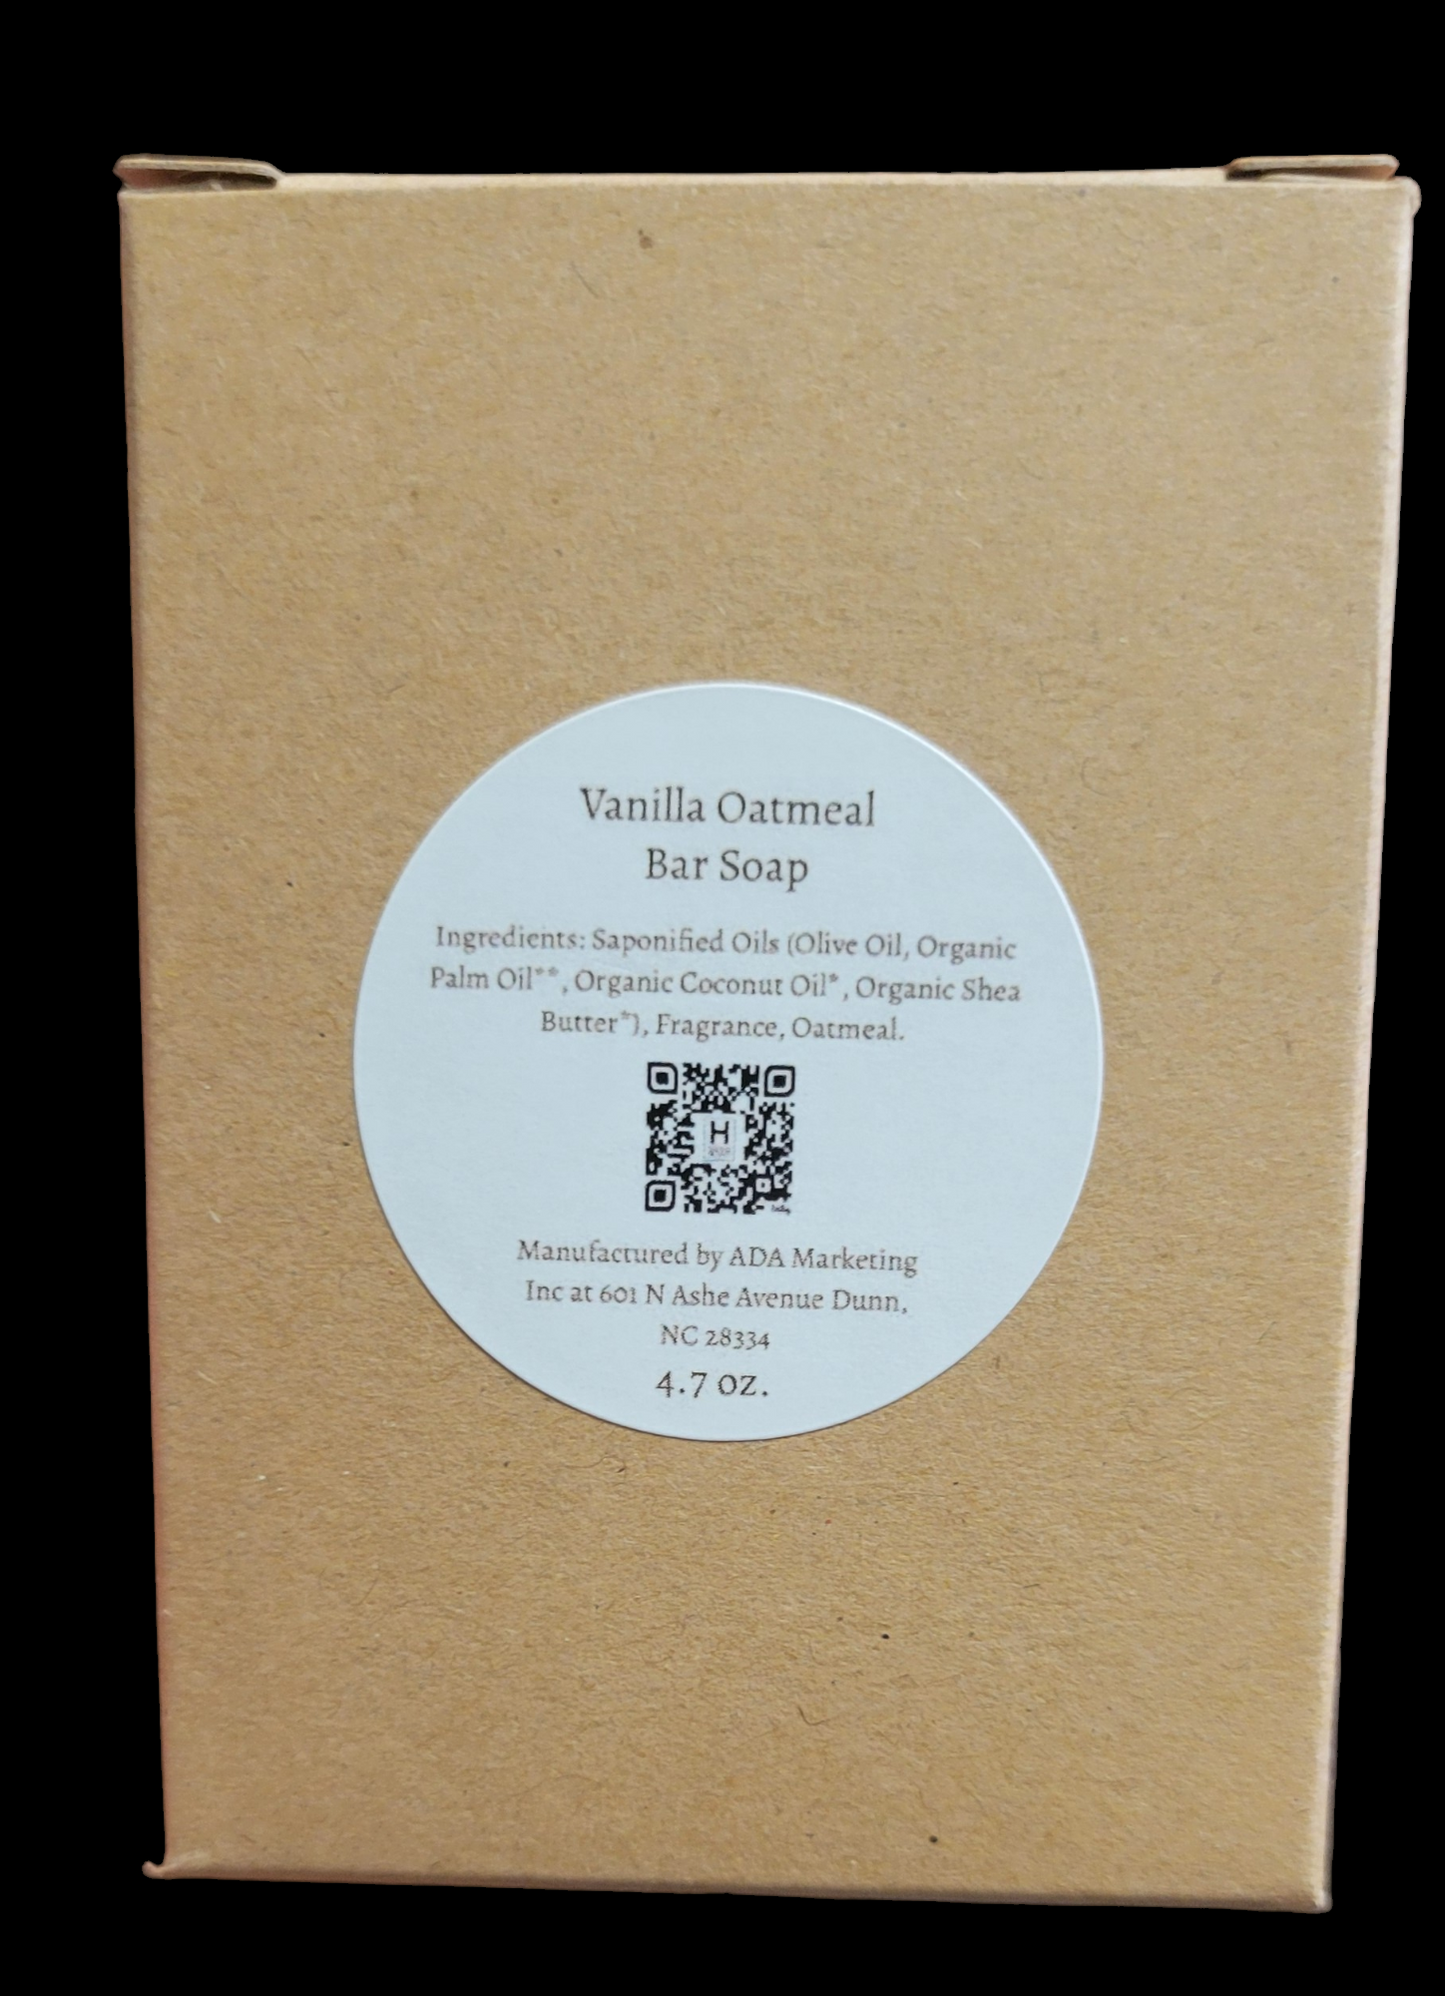 Vanilla Oatmeal
Bar Soap
Ingredients: Saponified Oils (Olive Oil, Organic
Palm Oil**, Organic Coconut Oil*, Organic Shea
Butter*), Fragrance, Oatmeal.
H
Manufactured by ADA Marketing
Inc at 601 N Ashe Avenue Dunn,
NC 28334
4.7 oz.